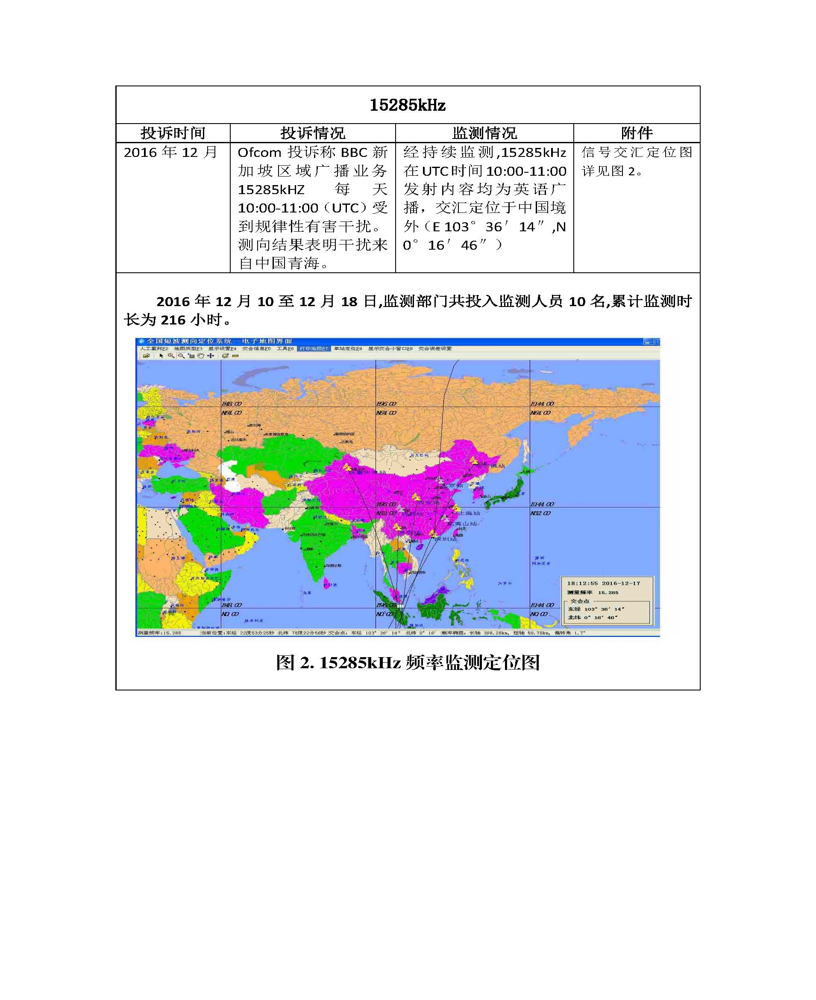 15285kHz
投诉时间 投诉情况 监测情况 附件
2016 年 12 月
Ofcom 投诉称 BBC 新
加坡区域广播业务
15285kHZ 每天
10:00-11:00（UTC）受
到规律性有害干扰。
测向结果表明干扰来
自中国青海。
经持续监测,15285kHz
在 UTC 时间 10:00-11:00
发射内容均为英语广
播，交汇定位于中国境
外（E 103° 36′ 14″,N
0° 16′ 46″）
信号交汇定位图
详见图 2。
2016 年 12 月 10 至 12 月 18 日,监测部门共投入监测人员 10 名,累计监测时
长为 216 小时。
全国短波测向定位系统--电子地图界面
人工量判F2 地图类型F3 显示设置F4 交会信息F5 工具F6 打印地图F7 单站定位F8 显示交会小窗口F9 交会误差设置
E48.00 E96.00 E144.00
N64.00 N64.00 N64.00
北京站
E96.00 E144.00
N32.00 N32.00
上海站
武夷山站
深圳站
E48.00 E96.00 E144.00
N0.00 N0.00 N0.00
18:12:55 2016-12-17
测量频率 15.285
交会点
东经 103° 36′ 14″
北纬 0° 16′ 46″
测量频率:15.285 当前位置:东经 22度53分25秒 北纬 78度22分56秒 交会点: 东经 103° 36′ 14″ 北纬 0° 16′ 概率椭圆: 长轴 398.28km, 短轴 50.78km, 偏转角 1.7°
图 2. 15285kHz 频率监测定位图